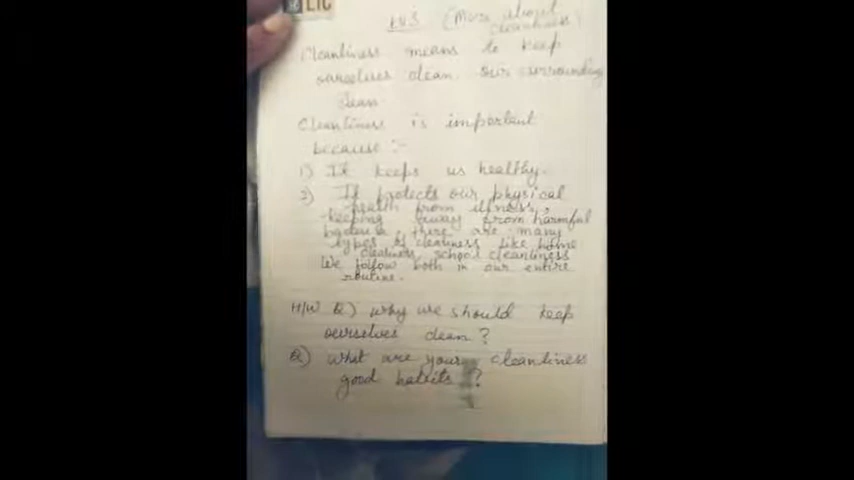 LIC
(More about
cleanliness)
Cleanliness means to keep
ourselves clean our surrounding
clean
Cleanliness is important
because :-
1) It keeps us healthy.
2) It protects our physical
health from illness,
keeping away from harmful
bacteria, there are many
types of cleanliness like home
cleanliness school cleanliness
We follow both in our entire
routine.
H/W Q) why we should keep
ourselves clean ?
Q) what are your cleanliness
good habits ?